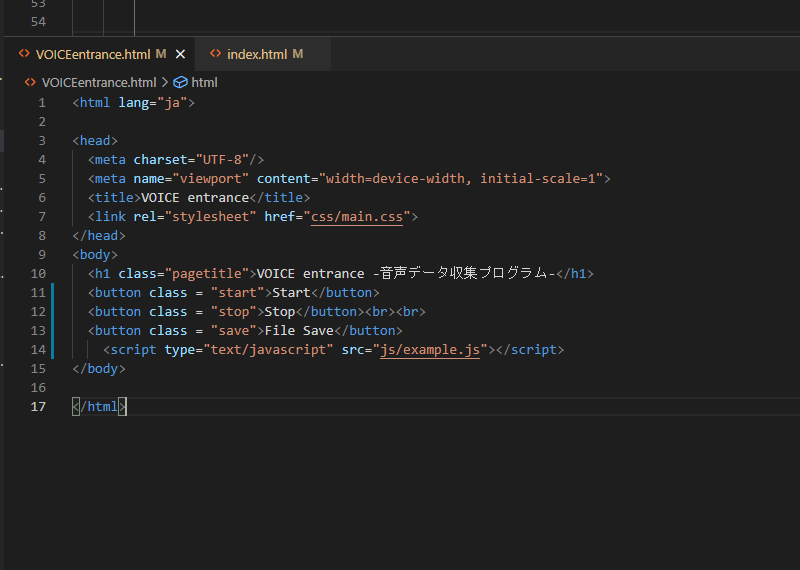 53
54
VOICEentrance.html M × index.html M
VOICEentrance.html > html
1 <html lang="ja">
2
3 <head>
4 <meta charset="UTF-8"/>
5 <meta name="viewport" content="width=device-width, initial-scale=1">
6 <title>VOICE entrance</title>
7 <link rel="stylesheet" href="css/main.css">
8 </head>
9 <body>
10 <h1 class="pagetitle">VOICE entrance -音声データ収集プログラム-</h1>
11 <button class = "start">Start</button>
12 <button class = "stop">Stop</button><br><br>
13 <button class = "save">File Save</button>
14 <script type="text/javascript" src="js/example.js"></script>
15 </body>
16
17 </html>